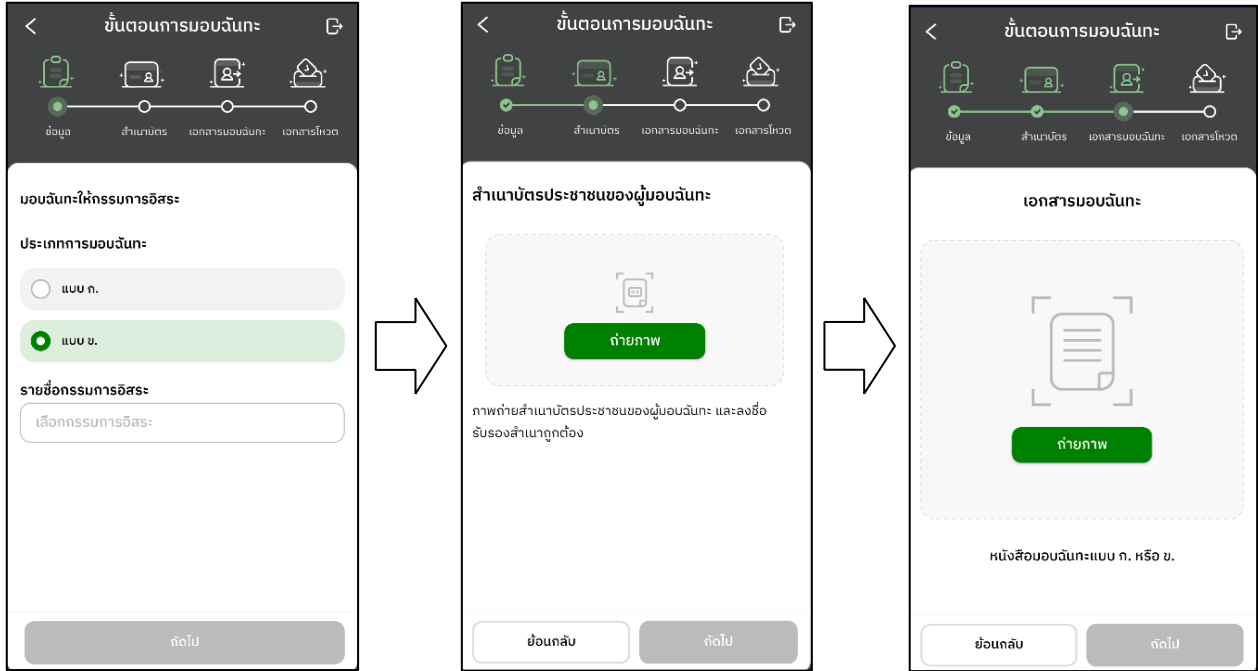 ขั้นตอนการมอบฉันทะ
ข้อมูล สำเนาบัตร เอกสารมอบฉันทะ เอกสารโหวต
มอบฉันทะให้กรรมการอิสระ
ประเภทการมอบฉันทะ
แบบ ก.
แบบ ข.
รายชื่อกรรมการอิสระ
เลือกกรรมการอิสระ
ถัดไป
ขั้นตอนการมอบฉันทะ
ข้อมูล สำเนาบัตร เอกสารมอบฉันทะ เอกสารโหวต
สำเนาบัตรประชาชนของผู้มอบฉันทะ
ถ่ายภาพ
ภาพถ่ายสำเนาบัตรประชาชนของผู้มอบฉันทะ และลงชื่อ
รับรองสำเนาถูกต้อง
ย้อนกลับ ถัดไป
ขั้นตอนการมอบฉันทะ
ข้อมูล สำเนาบัตร เอกสารมอบฉันทะ เอกสารโหวต
เอกสารมอบฉันทะ
ถ่ายภาพ
หนังสือมอบฉันทะแบบ ก. หรือ ข.
ย้อนกลับ ถัดไป